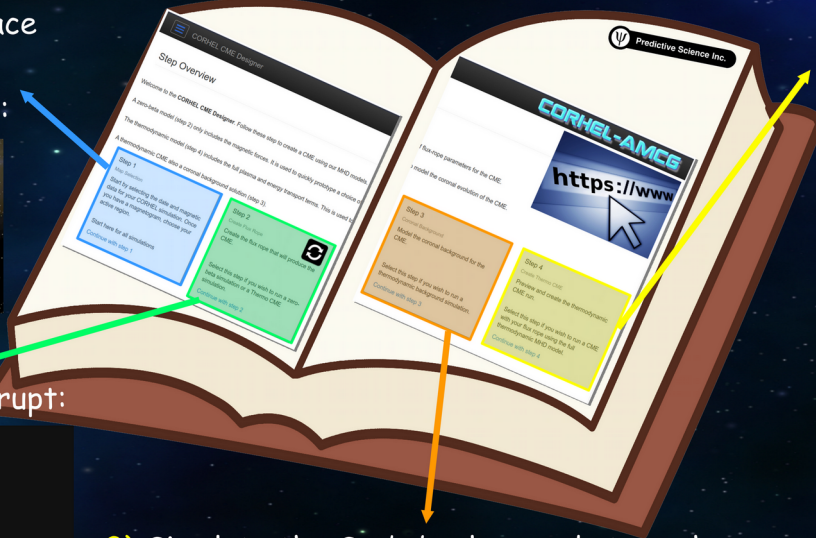 ace
:
rupt:
CORHEL CME Designer
Step Overview
Welcome to the CORHEL CME Designer. Follow these step to create a CME using our MHD models
A zero-beta model (step 2) only includes the magnetic forces. It is used to quickly prototype a choice of
The thermodynamic model (step 4) includes the full plasma and energy transport terms. This is used to
A thermodynamic CME also a coronal background solution (step 3).
Step 1
Map Selection
Start by selecting the date and magnetic
data for your CORHEL simulation. Once
you have a magnetogram, choose your
active region
Start here for all simulations
Continue with step 1
Step 2
Create Flux Rope
Create the flux rope that will produce the
CME.
Select this step if you wish to run a zero-
beta simulation or a Thermo CME
simulation.
Continue with step 2
Predictive Science Inc.
CORHEL-AMCG
https://www
flux-rope parameters for the CME.
model the coronal evolution of the CME.
Step 3
Coronal Background
Model the coronal background for the
CME.
Select this step if you wish to run a
thermodynamic background simulation.
Continue with step 3
Step 4
Create Thermo CME
Preview and create the thermodynamic
CME run.
Select this step if you wish to run a CME
with your flux rope using the full
thermodynamic MHD model.
Continue with step 4